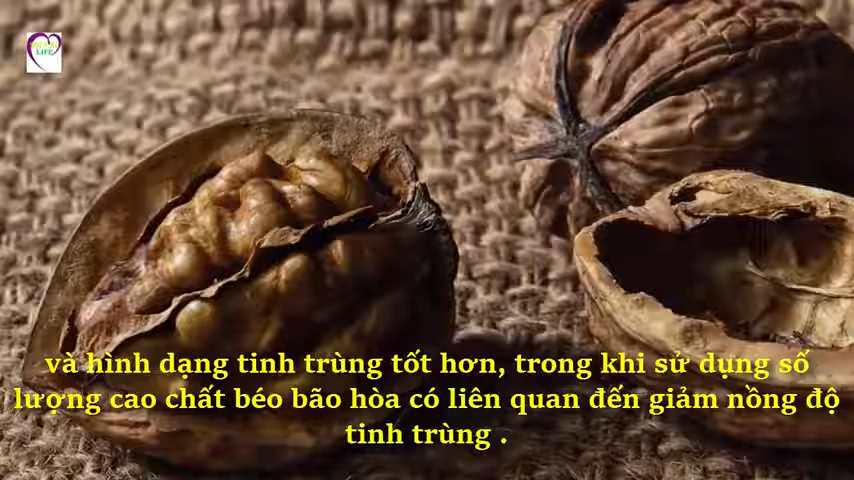 LIFE
và hình dạng tinh trùng tốt hơn, trong khi sử dụng số
lượng cao chất béo bão hòa có liên quan đến giảm nồng độ
tinh trùng .